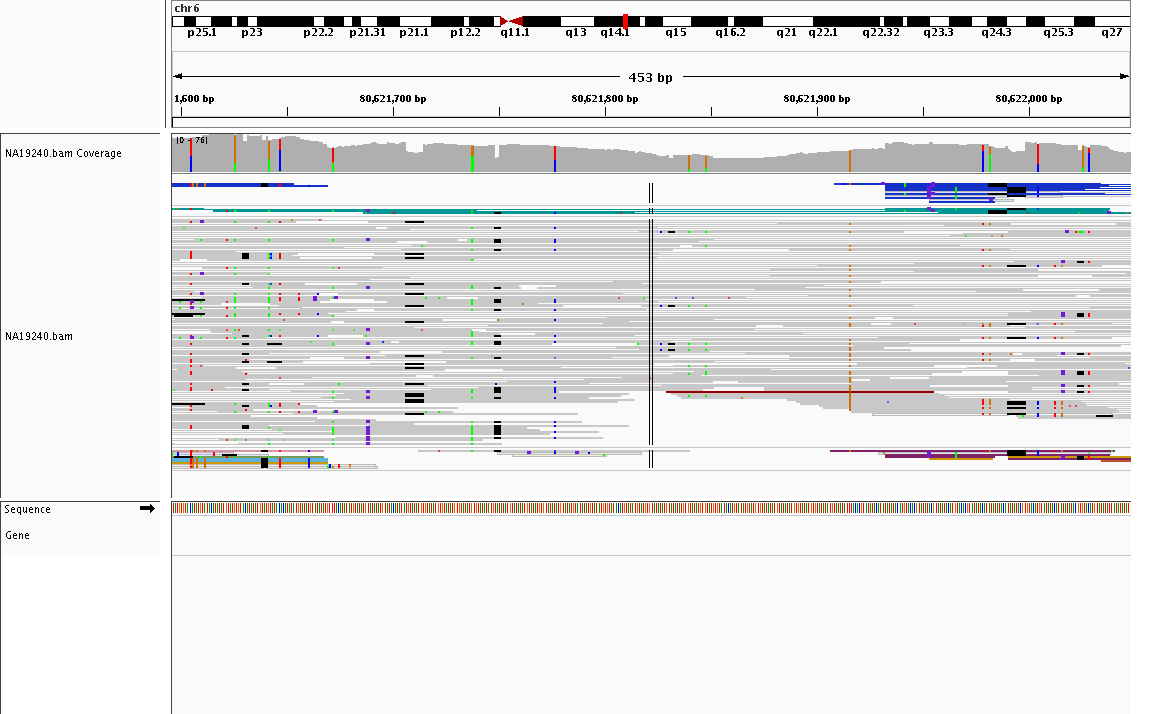 chr6
p25.1 p23 p22.2 p21.31 p21.1 p12.2 q11.1 q13 q14.1 q15 q16.2 q21 q22.1 q22.32 q23.3 q24.3 q25.3 q27
453 bp
1,600 bp 80,621,700 bp 80,621,800 bp 80,621,900 bp 80,622,000 bp
[0 - 76]
NA19240.bam Coverage
NA19240.bam
Sequence
Gene